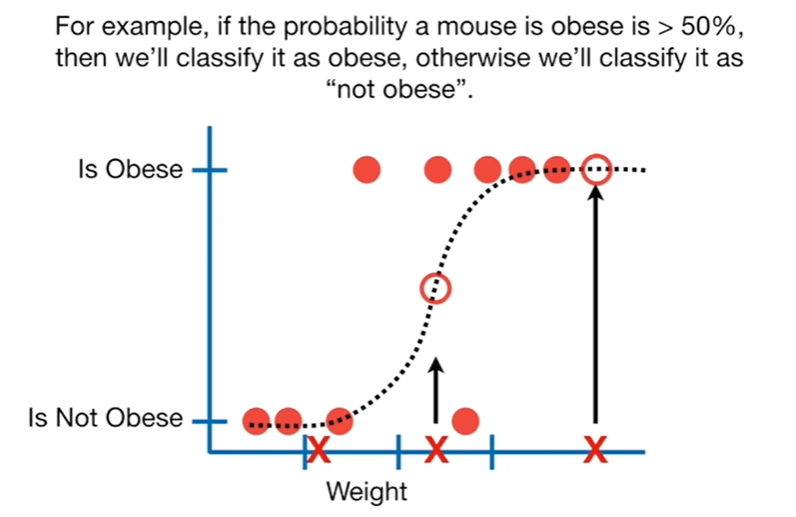 For example, if the probability a mouse is obese is > 50%,
then we’ll classify it as obese, otherwise we’ll classify it as
“not obese”.
Is Obese
Is Not Obese
X X X
Weight